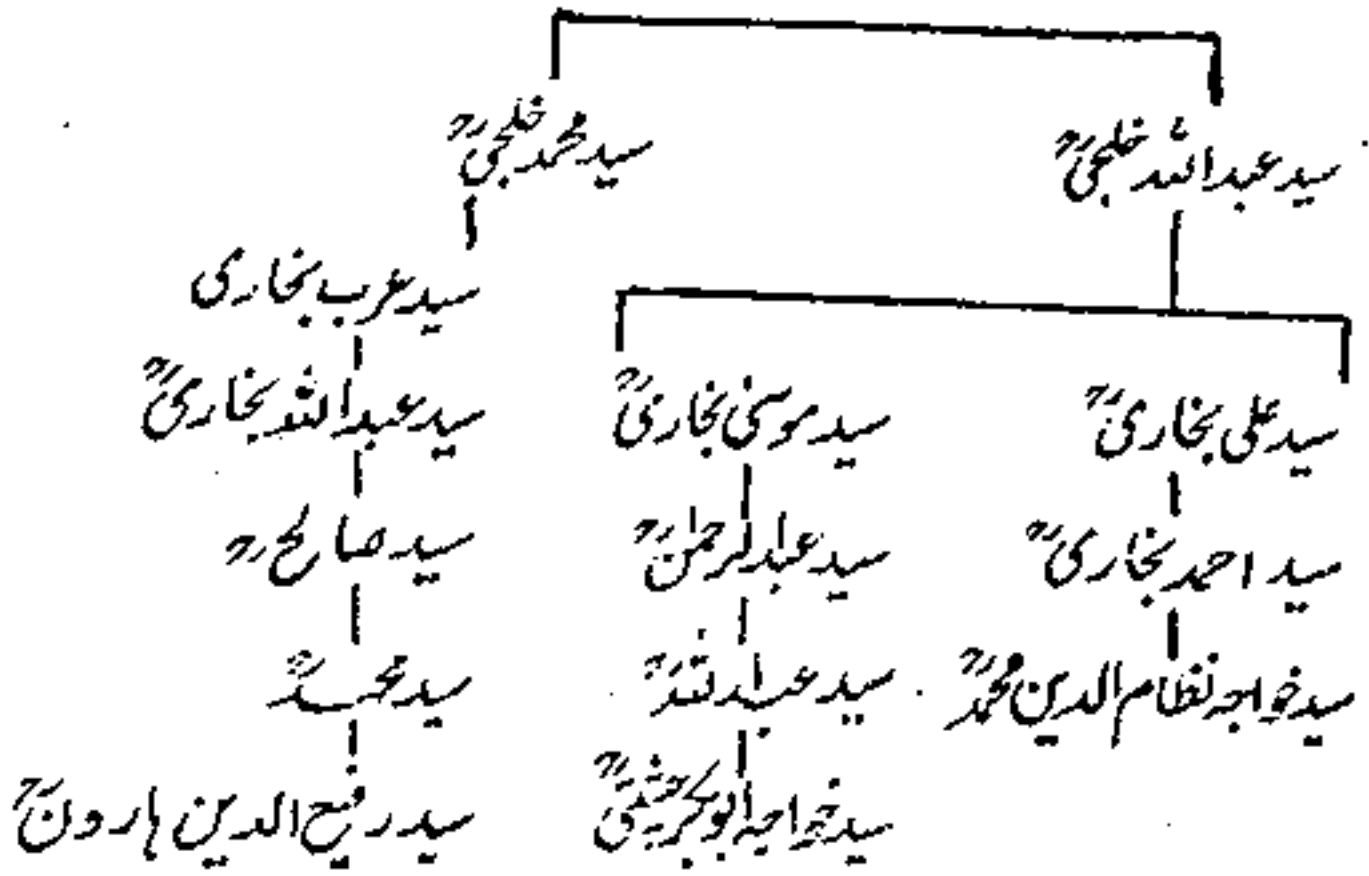 سید عبداللہ خلجیؒ
سید محمد خلجیؒ
سید عرب بخاری
سید علی بخاریؒ
سید موسیٰ بخاریؒ
سید عبداللہ بخاریؒ
سید احمد بخاریؒ
سید عبدالرحمٰنؒ
سید صالحؒ
سید خواجہ نظام الدین محمدؒ
سید عبداللہؒ
سید محمدؒ
سید خواجہ ابوبکر چشتیؒ
سید رفیع الدین ہارونؒ